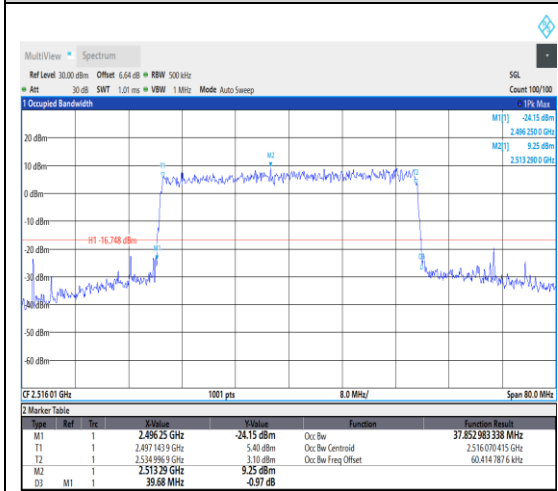 MultiView Spectrum
Ref Level 30.00 dBm Offset 6.64 dB RBW 500 kHz SGL
Att 30 dB SWT 1.01 ms VBW 1 MHz Mode Auto Sweep Count 100/100
1 Occupied Bandwidth 1Pk Max
M1[1] -24.15 dBm
2.496 250 0 GHz
M2[1] 9.25 dBm
2.513 290 0 GHz
20 dBm
10 dBm
0 dBm
-10 dBm
-20 dBm
-30 dBm
-40 dBm
-50 dBm
-60 dBm
T1
M2
T2
H1 -16.748 dBm
M1
D3
CF 2.516 01 GHz 1001 pts 8.0 MHz/ Span 80.0 MHz
2 Marker Table
Type Ref Trc X-Value Y-Value Function Function Result
M1 1 2.496 25 GHz -24.15 dBm Occ Bw 37.852 983 338 MHz
T1 1 2.497 143 9 GHz 5.40 dBm Occ Bw Centroid 2.516 070 415 GHz
T2 1 2.534 996 9 GHz 3.10 dBm Occ Bw Freq Offset 60.414 787 6 kHz
M2 1 2.513 29 GHz 9.25 dBm
D3 M1 1 39.68 MHz -0.97 dB